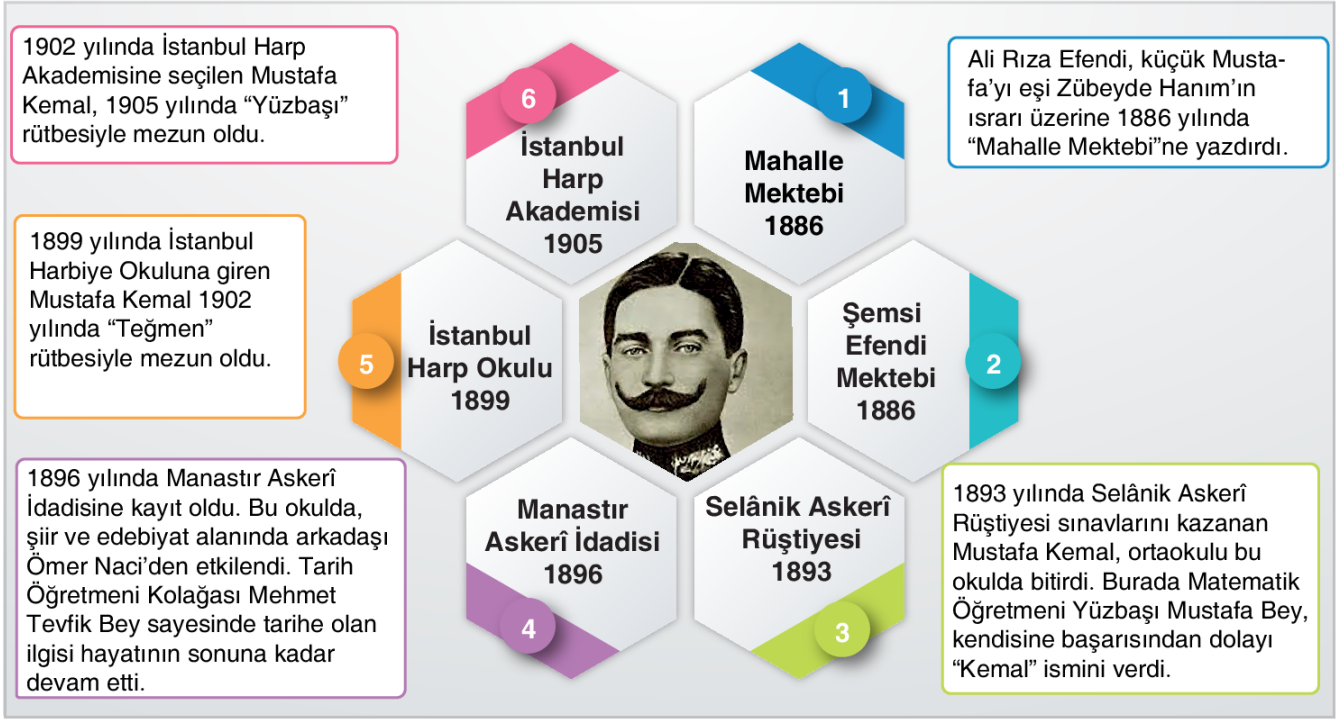 1
Mahalle
Mektebi
1886
Ali Rıza Efendi, küçük Musta-
fa’yı eşi Zübeyde Hanım’ın
ısrarı üzerine 1886 yılında
“Mahalle Mektebi”ne yazdırdı.
2
Şemsi
Efendi
Mektebi
1886
3
Selânik Askerî
Rüştiyesi
1893
1893 yılında Selânik Askerî
Rüştiyesi sınavlarını kazanan
Mustafa Kemal, ortaokulu bu
okulda bitirdi. Burada Matematik
Öğretmeni Yüzbaşı Mustafa Bey,
kendisine başarısından dolayı
“Kemal” ismini verdi.
4
Manastır
Askerî İdadisi
1896
1896 yılında Manastır Askerî
İdadisine kayıt oldu. Bu okulda,
şiir ve edebiyat alanında arkadaşı
Ömer Naci’den etkilendi. Tarih
Öğretmeni Kolağası Mehmet
Tevfik Bey sayesinde tarihe olan
ilgisi hayatının sonuna kadar
devam etti.
5
İstanbul
Harp Okulu
1899
1899 yılında İstanbul
Harbiye Okuluna giren
Mustafa Kemal 1902
yılında “Teğmen”
rütbesiyle mezun oldu.
6
İstanbul
Harp
Akademisi
1905
1902 yılında İstanbul Harp
Akademisine seçilen Mustafa
Kemal, 1905 yılında “Yüzbaşı”
rütbesiyle mezun oldu.